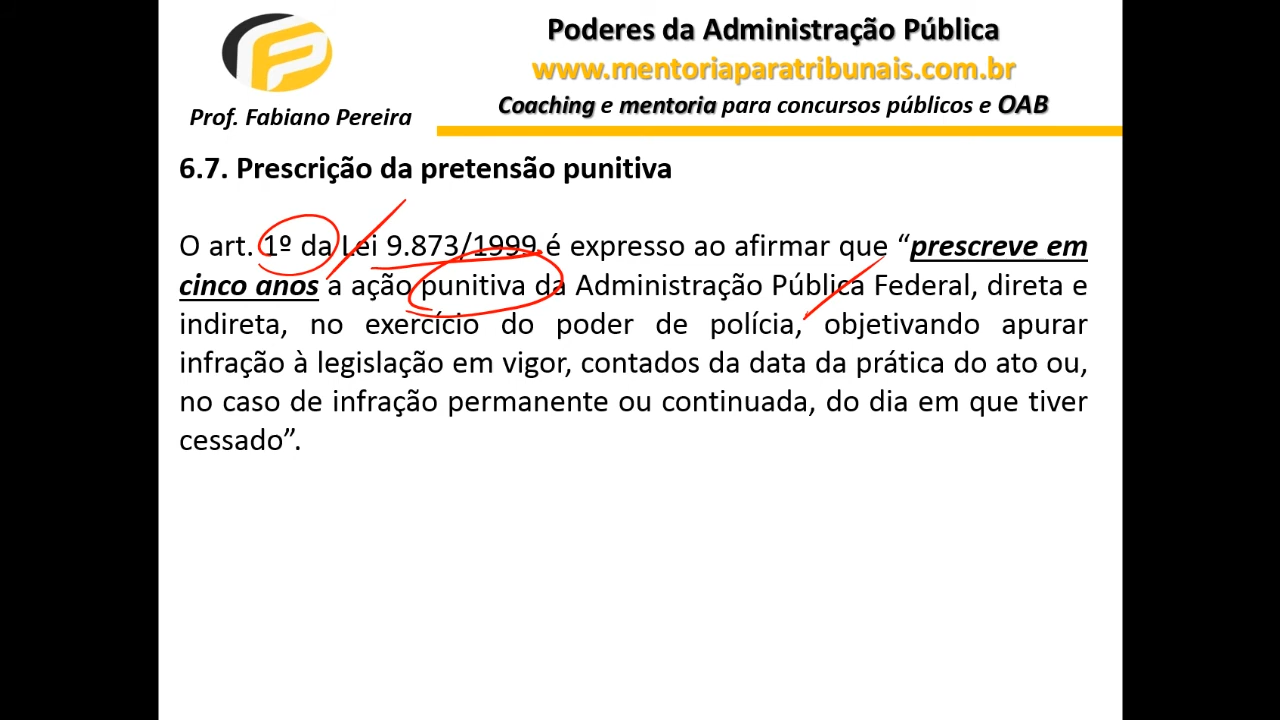 Poderes da Administração Pública
www.mentoriaparatribunais.com.br
Coaching e mentoria para concursos públicos e OAB
Prof. Fabiano Pereira
6.7. Prescrição da pretensão punitiva
O art. 1º da Lei 9.873/1999 é expresso ao afirmar que “prescreve em
cinco anos a ação punitiva da Administração Pública Federal, direta e
indireta, no exercício do poder de polícia, objetivando apurar
infração à legislação em vigor, contados da data da prática do ato ou,
no caso de infração permanente ou continuada, do dia em que tiver
cessado”.